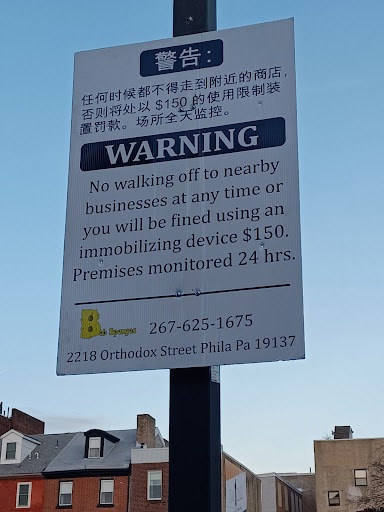 警告:
任何时候都不得走到附近的商店,
否则将处以 $150 的使用限制装
置罚款。场所全天监控。
WARNING
No walking off to nearby
businesses at any time or
you will be fined using an
immobilizing device $150.
Premises monitored 24 hrs.
267-625-1675
2218 Orthodox Street Phila Pa 19137